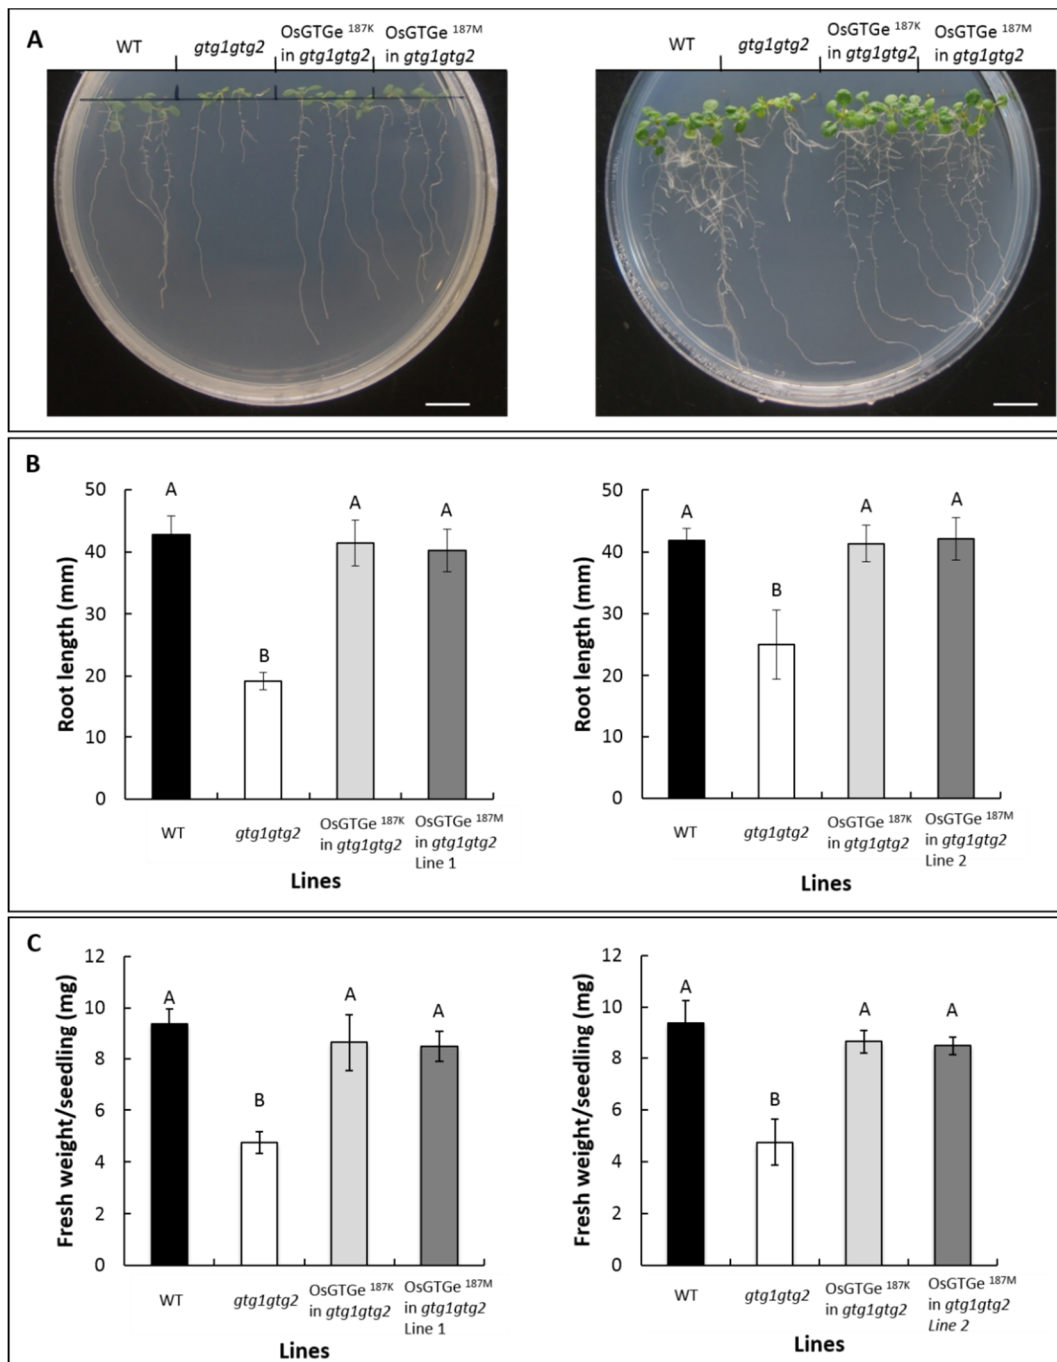 A
WT
gtg1gtg2
OsGTGe 187K
in gtg1gtg2
OsGTGe 187M
in gtg1gtg2
WT
gtg1gtg2
OsGTGe 187K
in gtg1gtg2
OsGTGe 187M
in gtg1gtg2
B
Root length (mm)
50
40
30
20
10
0
A
B
A
A
WT
gtg1gtg2
OsGTGe 187K
in gtg1gtg2
OsGTGe 187M
in gtg1gtg2
Line 1
Lines
Root length (mm)
50
40
30
20
10
0
A
B
A
A
WT
gtg1gtg2
OsGTGe 187K
in gtg1gtg2
OsGTGe 187M
in gtg1gtg2
Line 2
Lines
C
Fresh weight/seedling (mg)
12
10
8
6
4
2
0
A
B
A
A
WT
gtg1gtg2
OsGTGe 187K
in gtg1gtg2
OsGTGe 187M
in gtg1gtg2
Line 1
Lines
Fresh weight/seedling (mg)
12
10
8
6
4
2
0
A
B
A
A
WT
gtg1gtg2
OsGTGe 187K
in gtg1gtg2
OsGTGe 187M
in gtg1gtg2
Line 2
Lines